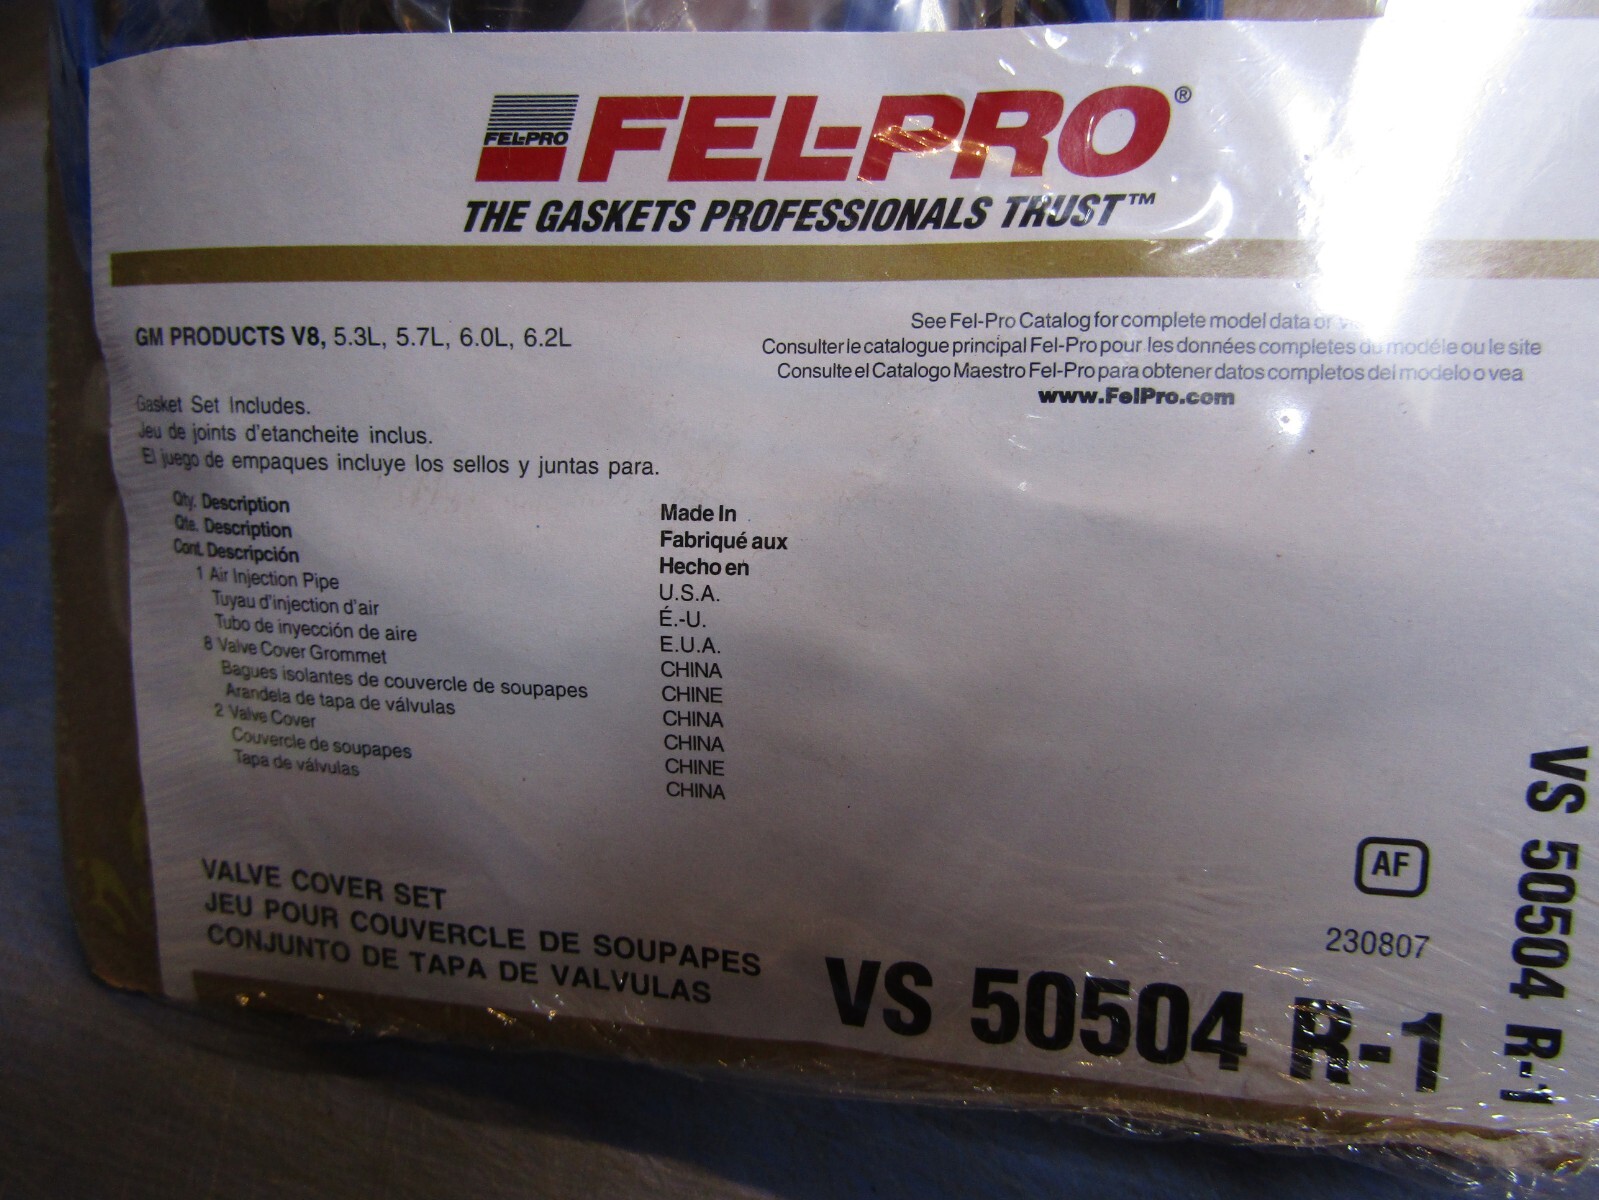 FEL-PRO
FEL-PRO®
THE GASKETS PROFESSIONALS TRUST™
GM PRODUCTS V8, 5.3L, 5.7L, 6.0L, 6.2L
See Fel-Pro Catalog for complete model data or
Consulter le catalogue principal Fel-Pro pour les données completes du modéle ou le site
Consulte el Catalogo Maestro Fel-Pro para obtener datos completos del modelo o vea
www.FelPro.com
Gasket Set Includes.
Jeu de joints d'etancheite inclus.
El juego de empaques incluye los sellos y juntas para.
Qty. Description
Qte. Description
Cont. Descripción
Made In
Fabriqué aux
Hecho en
1 Air Injection Pipe U.S.A.
Tuyau d'injection d'air É.-U.
Tubo de inyección de aire E.U.A.
8 Valve Cover Grommet CHINA
Bagues isolantes de couvercle de soupapes CHINE
Arandela de tapa de válvulas CHINA
2 Valve Cover CHINA
Couvercle de soupapes CHINE
Tapa de válvulas CHINA
VALVE COVER SET
JEU POUR COUVERCLE DE SOUPAPES
CONJUNTO DE TAPA DE VALVULAS
AF
230807
VS 50504 R-1
VS 50504 R-1